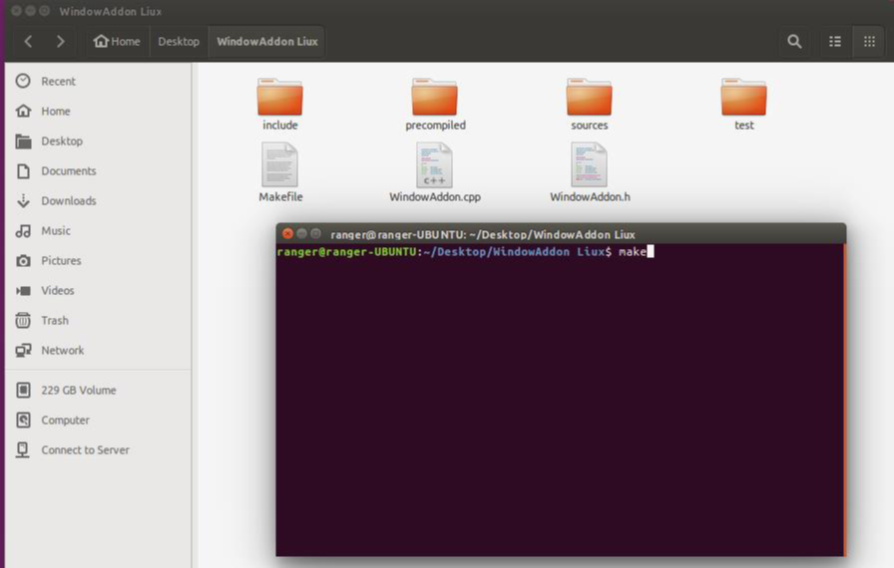 WindowAddon Liux
Home Desktop WindowAddon Liux
Recent
Home
Desktop
Documents
Downloads
Music
Pictures
Videos
Trash
Network
229 GB Volume
Computer
Connect to Server
include precompiled sources test
Makefile WindowAddon.cpp WindowAddon.h
C++
ranger@ranger-UBUNTU: ~/Desktop/WindowAddon Liux
ranger@ranger-UBUNTU:~/Desktop/WindowAddon Liux$ make